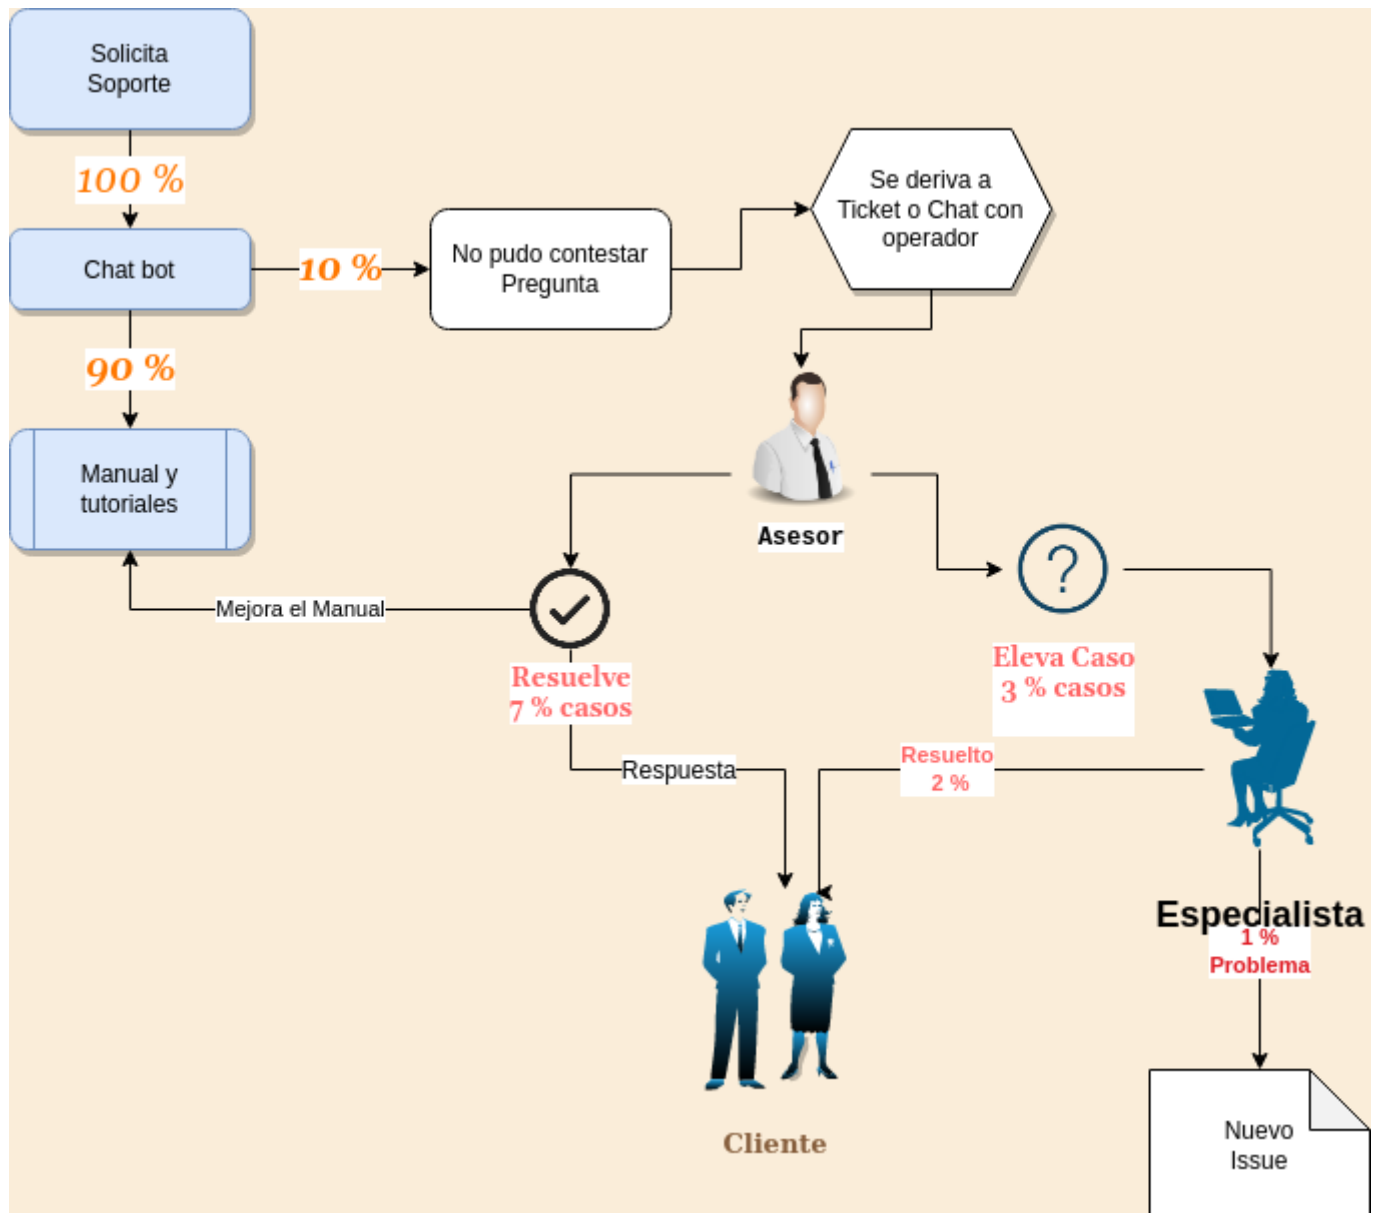 Solicita
Soporte
100 %
Chat bot
10 %
No pudo contestar
Pregunta
Se deriva a
Ticket o Chat con
operador
90 %
Manual y
tutoriales
Asesor
Mejora el Manual
Resuelve
7 % casos
Eleva Caso
3 % casos
Respuesta
Resuelto
2 %
Especialista
1 %
Problema
Cliente
Nuevo
Issue